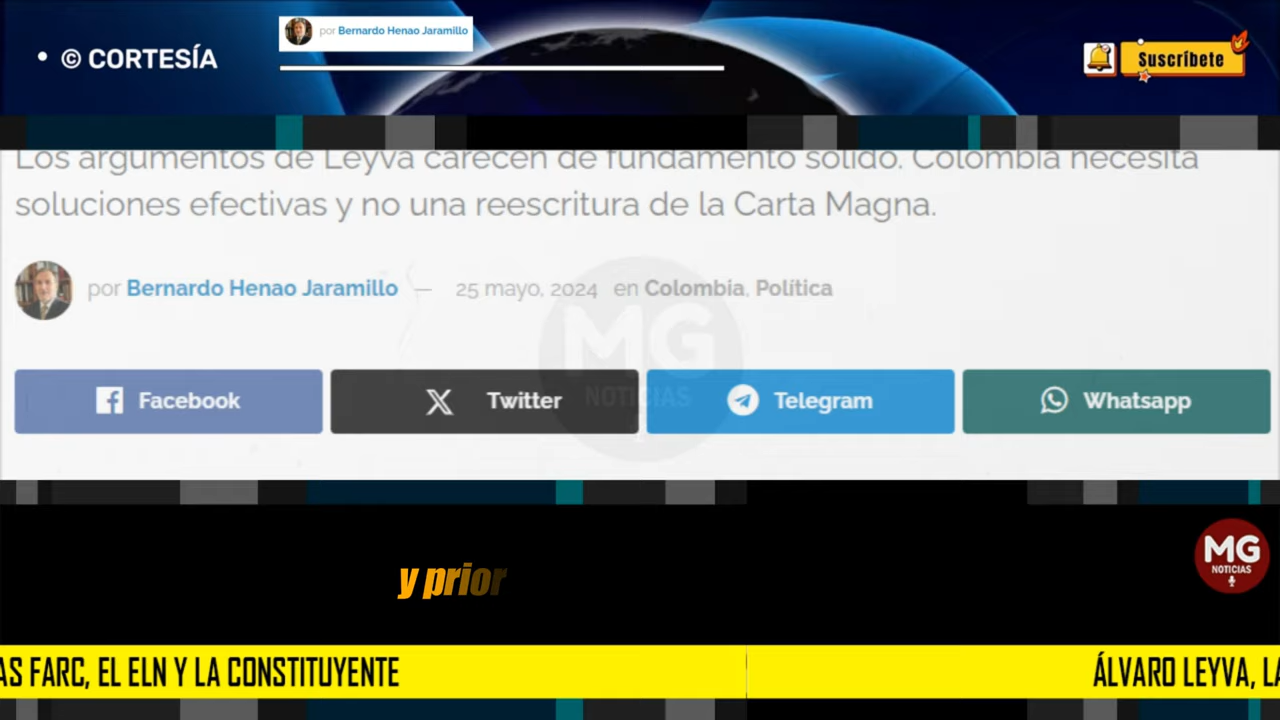 por Bernardo Henao Jaramillo
• © CORTESÍA
Suscríbete
Los argumentos de Leyva carecen de fundamento sólido. Colombia necesita
soluciones efectivas y no una reescritura de la Carta Magna.
por Bernardo Henao Jaramillo — 25 mayo, 2024 en Colombia, Política
MG
NOTICIAS
Facebook
Twitter
Telegram
Whatsapp
MG
NOTICIAS
y prior
AS FARC, EL ELN Y LA CONSTITUYENTE
ÁLVARO LEYVA, LA